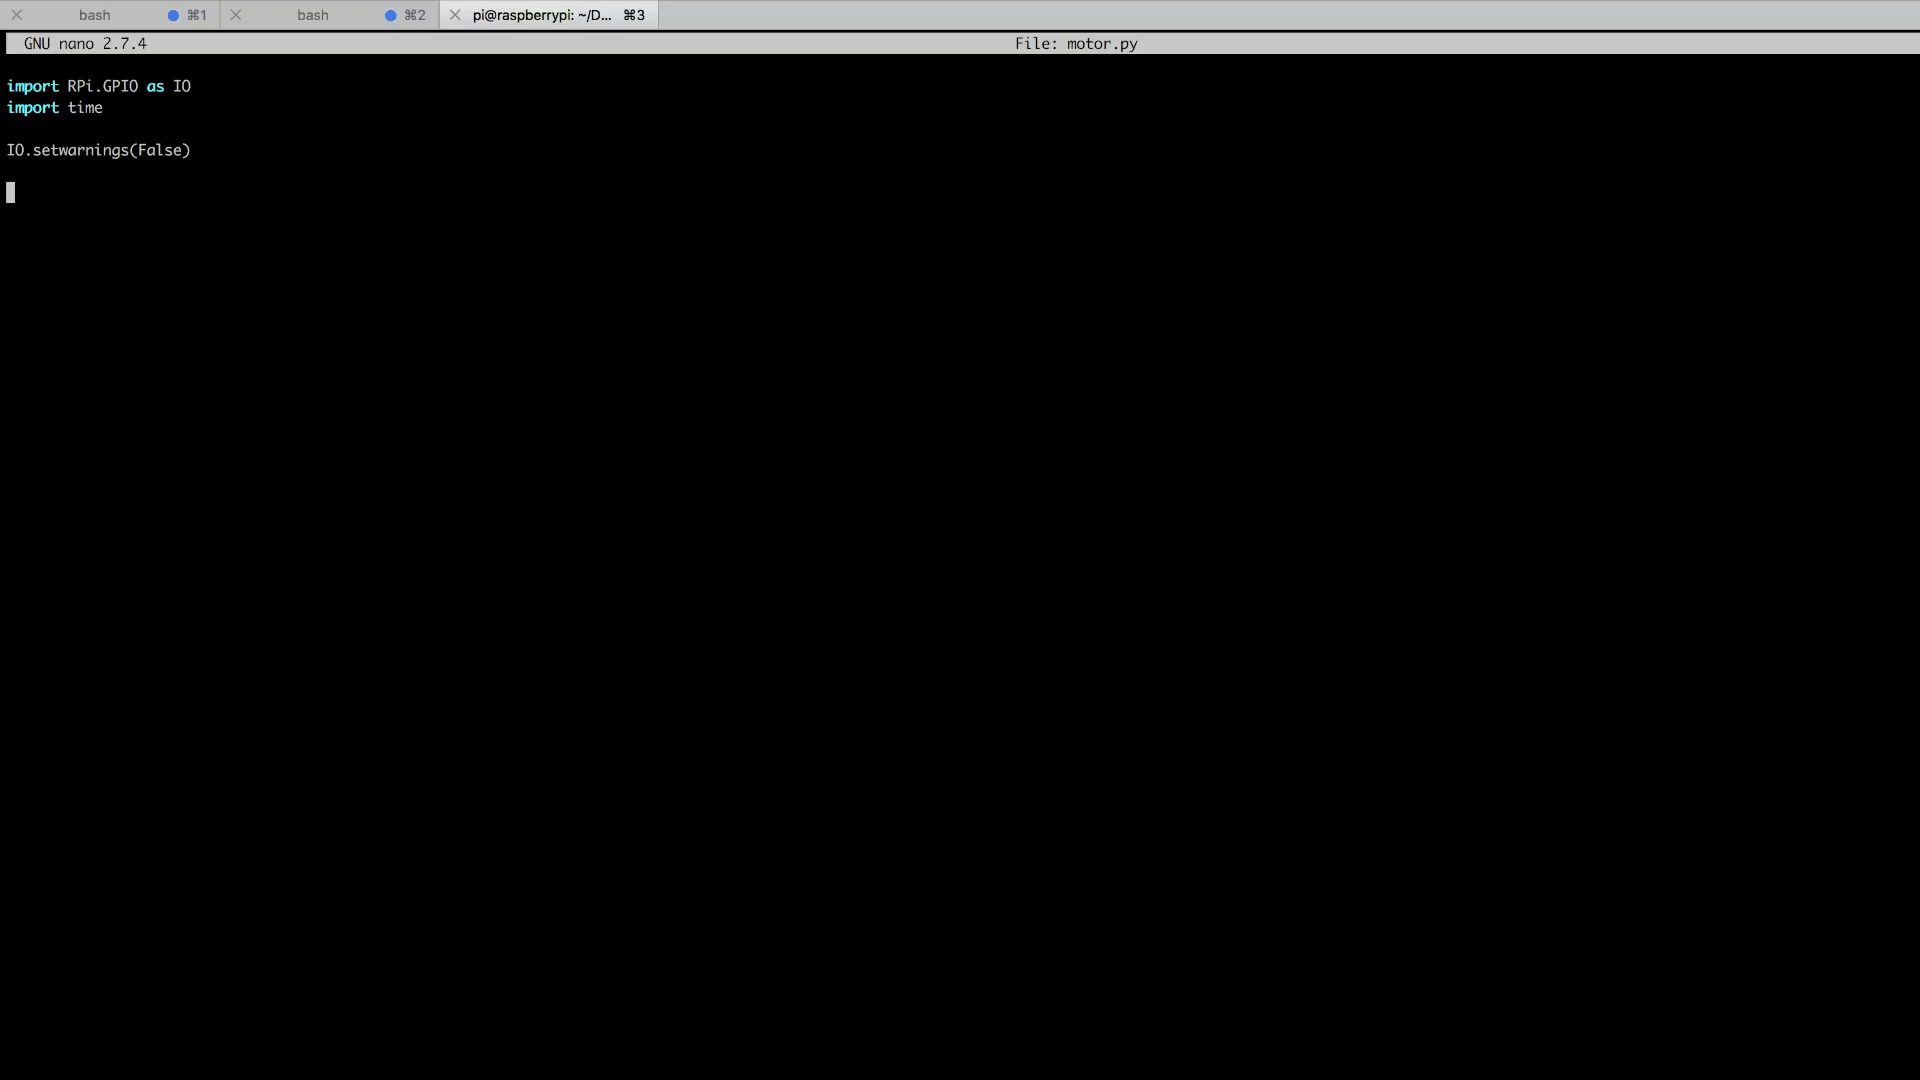 bash ⌘1 bash ⌘2 pi@raspberrypi: ~/D... ⌘3
GNU nano 2.7.4 File: motor.py
import RPi.GPIO as IO
import time
IO.setwarnings(False)